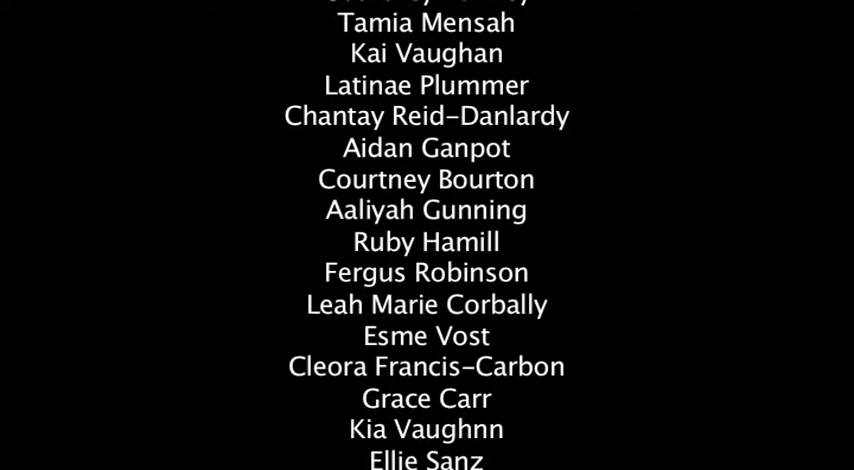 Tamia Mensah
Kai Vaughan
Latinae Plummer
Chantay Reid-Danlardy
Aidan Ganpot
Courtney Bourton
Aaliyah Gunning
Ruby Hamill
Fergus Robinson
Leah Marie Corbally
Esme Vost
Cleora Francis-Carbon
Grace Carr
Kia Vaughnn
Ellie Sanz